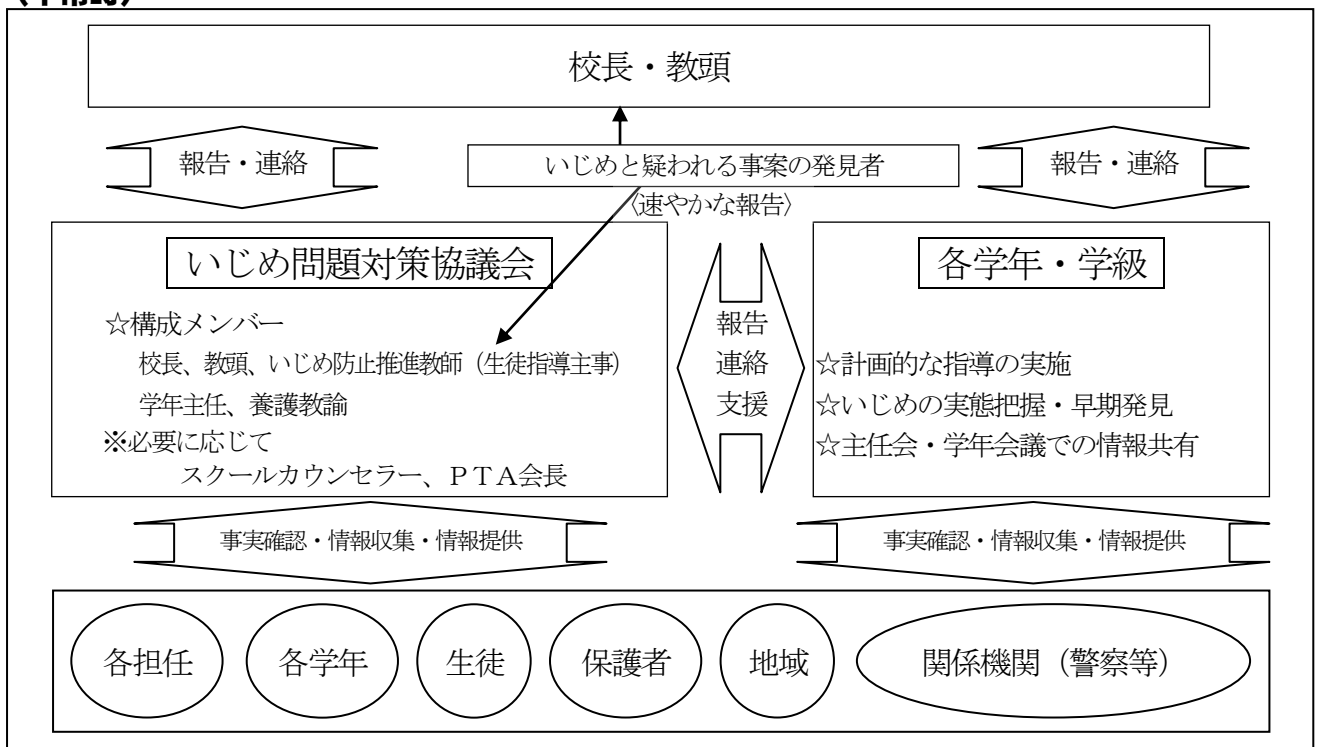 校長・教頭
報告・連絡
いじめと疑われる事案の発見者
報告・連絡
〈速やかな報告〉
いじめ問題対策協議会
☆構成メンバー
校長、教頭、いじめ防止推進教師（生徒指導主事）
学年主任、養護教諭
※必要に応じて
スクールカウンセラー、ＰＴＡ会長
報告
連絡
支援
各学年・学級
☆計画的な指導の実施
☆いじめの実態把握・早期発見
☆主任会・学年会議での情報共有
事実確認・情報収集・情報提供
事実確認・情報収集・情報提供
各担任
各学年
生徒
保護者
地域
関係機関（警察等）